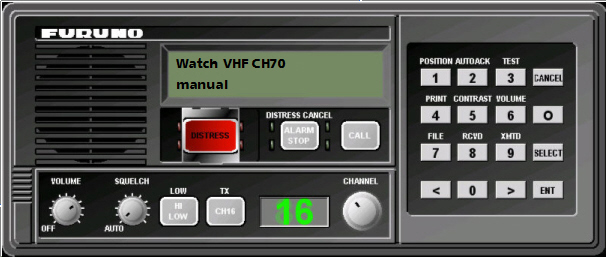 FURUNO
Watch VHF CH70
manual
DISTRESS
DISTRESS CANCEL
ALARM
STOP
CALL
POSITION AUTOACK TEST
1 2 3 CANCEL
PRINT CONTRAST VOLUME
4 5 6 O
FILE RCVD XMTD
7 8 9 SELECT
< 0 > ENT
VOLUME
OFF
SQUELCH
AUTO
LOW
HI
LOW
TX
CH16
16
CHANNEL